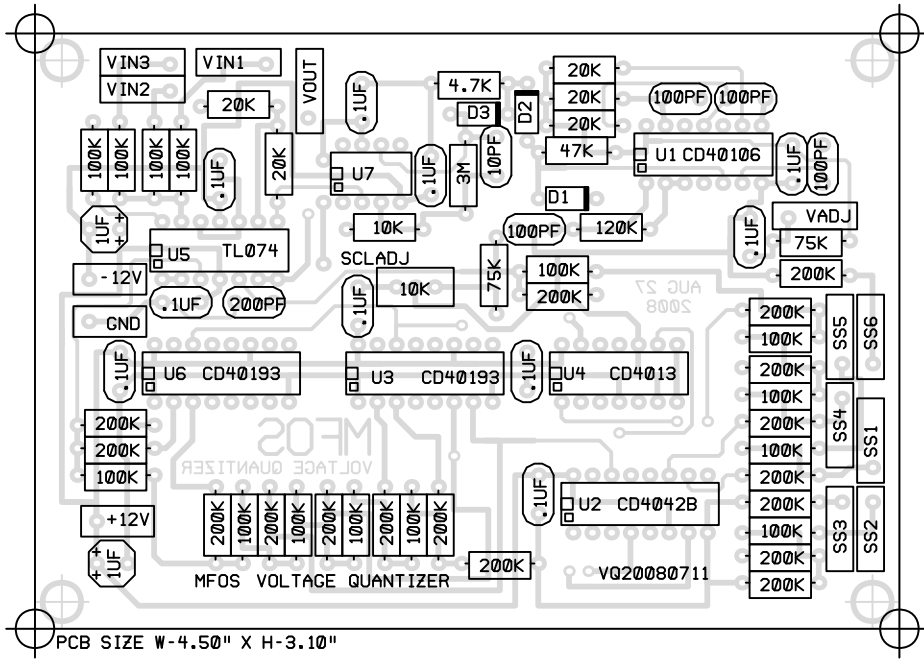 VIN3
VIN1
VIN2
VOUT
20K
.1UF
4.7K
D3
D2
20K
20K
20K
47K
100PF
100PF
100K
100K
100K
100K
.1UF
20K
U7
.1UF
3M
10PF
U1 CD40106
.1UF
100PF
D1
1UF
+
U5
TL074
10K
100PF
120K
VADJ
.1UF
75K
-12V
SCLADJ
10K
75K
100K
200K
200K
.1UF
200PF
.1UF
AUG 27
2008
GND
200K
100K
SS5
SS6
.1UF
U6 CD40193
U3 CD40193
.1UF
U4 CD4013
200K
100K
200K
100K
200K
SS4
SS1
200K
200K
100K
MFOS
VOLTAGE QUANTIZER
+12V
200K
100K
200K
100K
200K
100K
200K
100K
200K
.1UF
U2 CD4042B
200K
100K
200K
200K
SS3
SS2
+
1UF
200K
MFOS VOLTAGE QUANTIZER
VQ20080711
PCB SIZE W-4.50" X H-3.10"